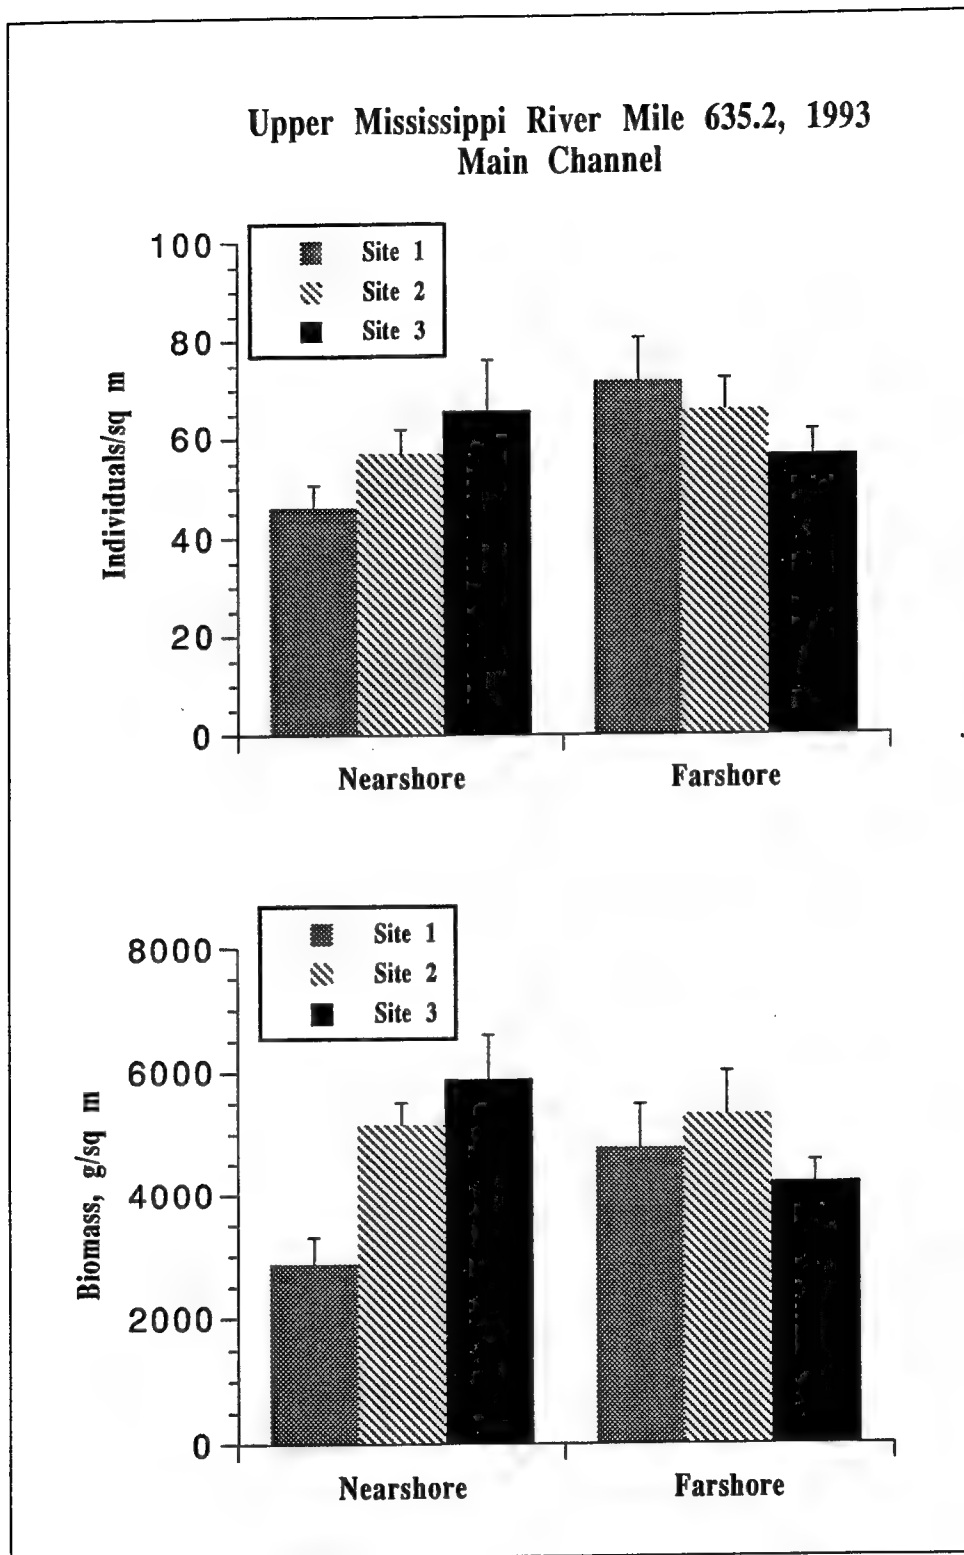 Upper Mississippi River Mile 635.2, 1993
Main Channel
Individuals/sq m
100
80
60
40
20
0
Site 1
Site 2
Site 3
Nearshore
Farshore
Biomass, g/sq m
8000
6000
4000
2000
0
Site 1
Site 2
Site 3
Nearshore
Farshore